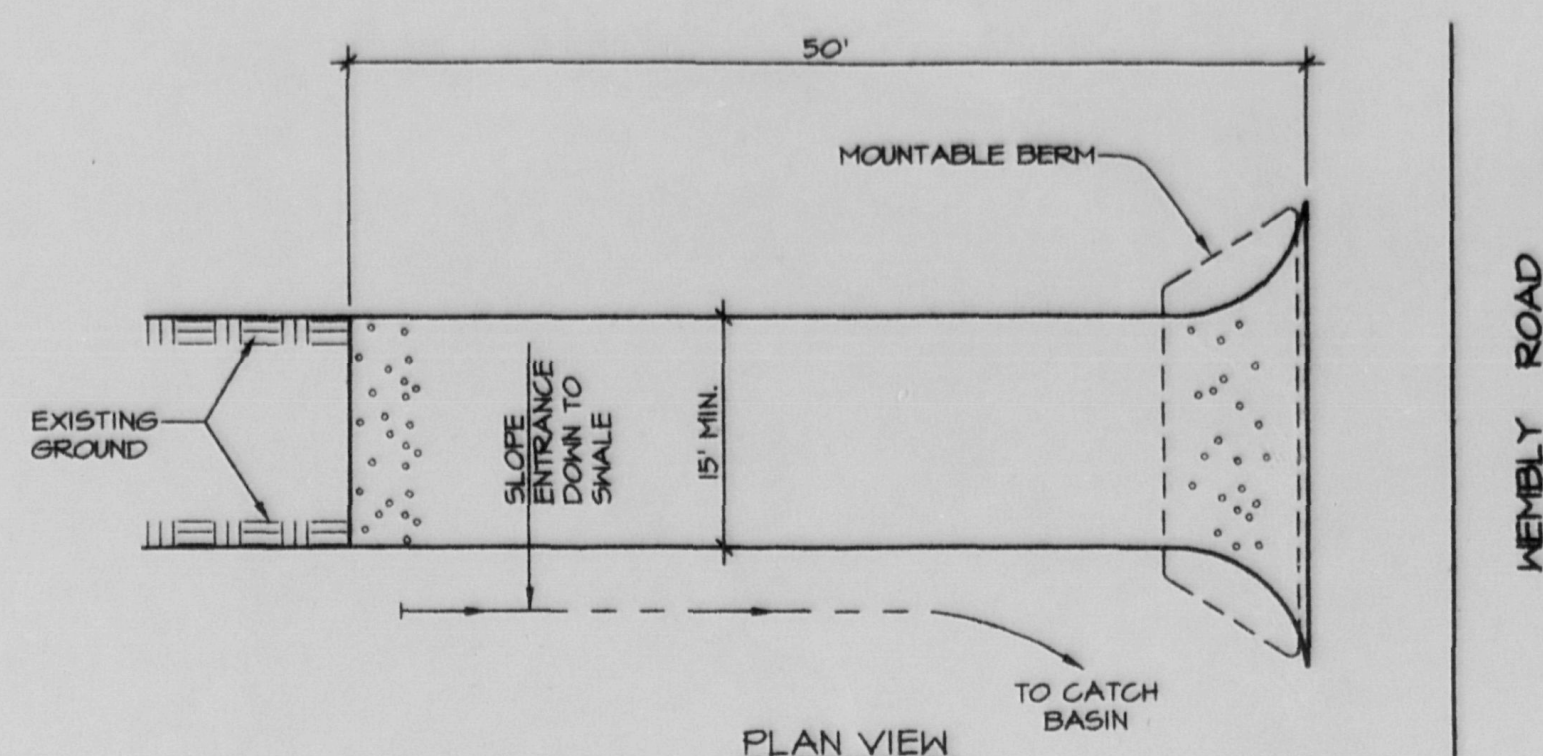 50'
MOUNTABLE BERM
EXISTING
GROUND
SLOPE
ENTRANCE
DOWN TO
SWALE
15' MIN.
WEMBLY ROAD
TO CATCH
BASIN
PLAN VIEW